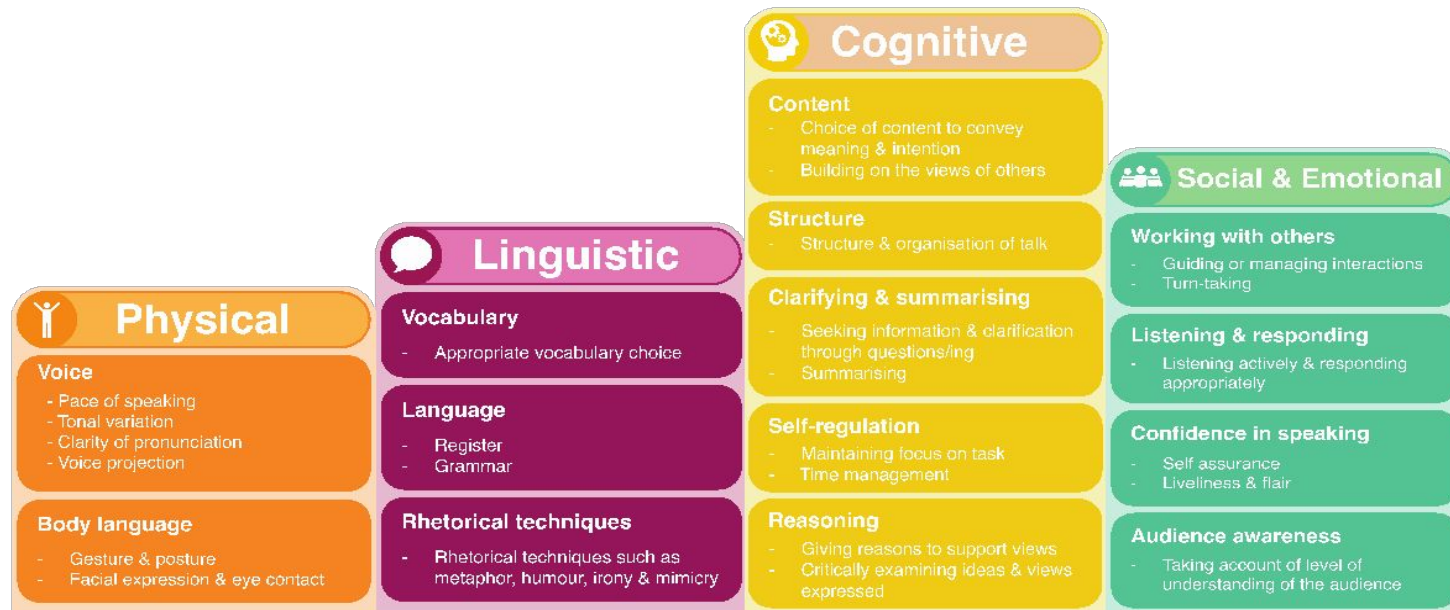 Physical
Voice
- Pace of speaking
- Tonal variation
- Clarity of pronunciation
- Voice projection
Body language
- Gesture & posture
- Facial expression & eye contact
Linguistic
Vocabulary
- Appropriate vocabulary choice
Language
- Register
- Grammar
Rhetorical techniques
- Rhetorical techniques such as
metaphor, humour, irony & mimicry
Cognitive
Content
- Choice of content to convey
meaning & intention
- Building on the views of others
Structure
- Structure & organisation of talk
Clarifying & summarising
- Seeking information & clarification
through questions/ing
- Summarising
Self-regulation
- Maintaining focus on task
- Time management
Reasoning
- Giving reasons to support views
- Critically examining ideas & views
expressed
Social & Emotional
Working with others
- Guiding or managing interactions
- Turn-taking
Listening & responding
- Listening actively & responding
appropriately
Confidence in speaking
- Self assurance
- Liveliness & flair
Audience awareness
- Taking account of level of
understanding of the audience